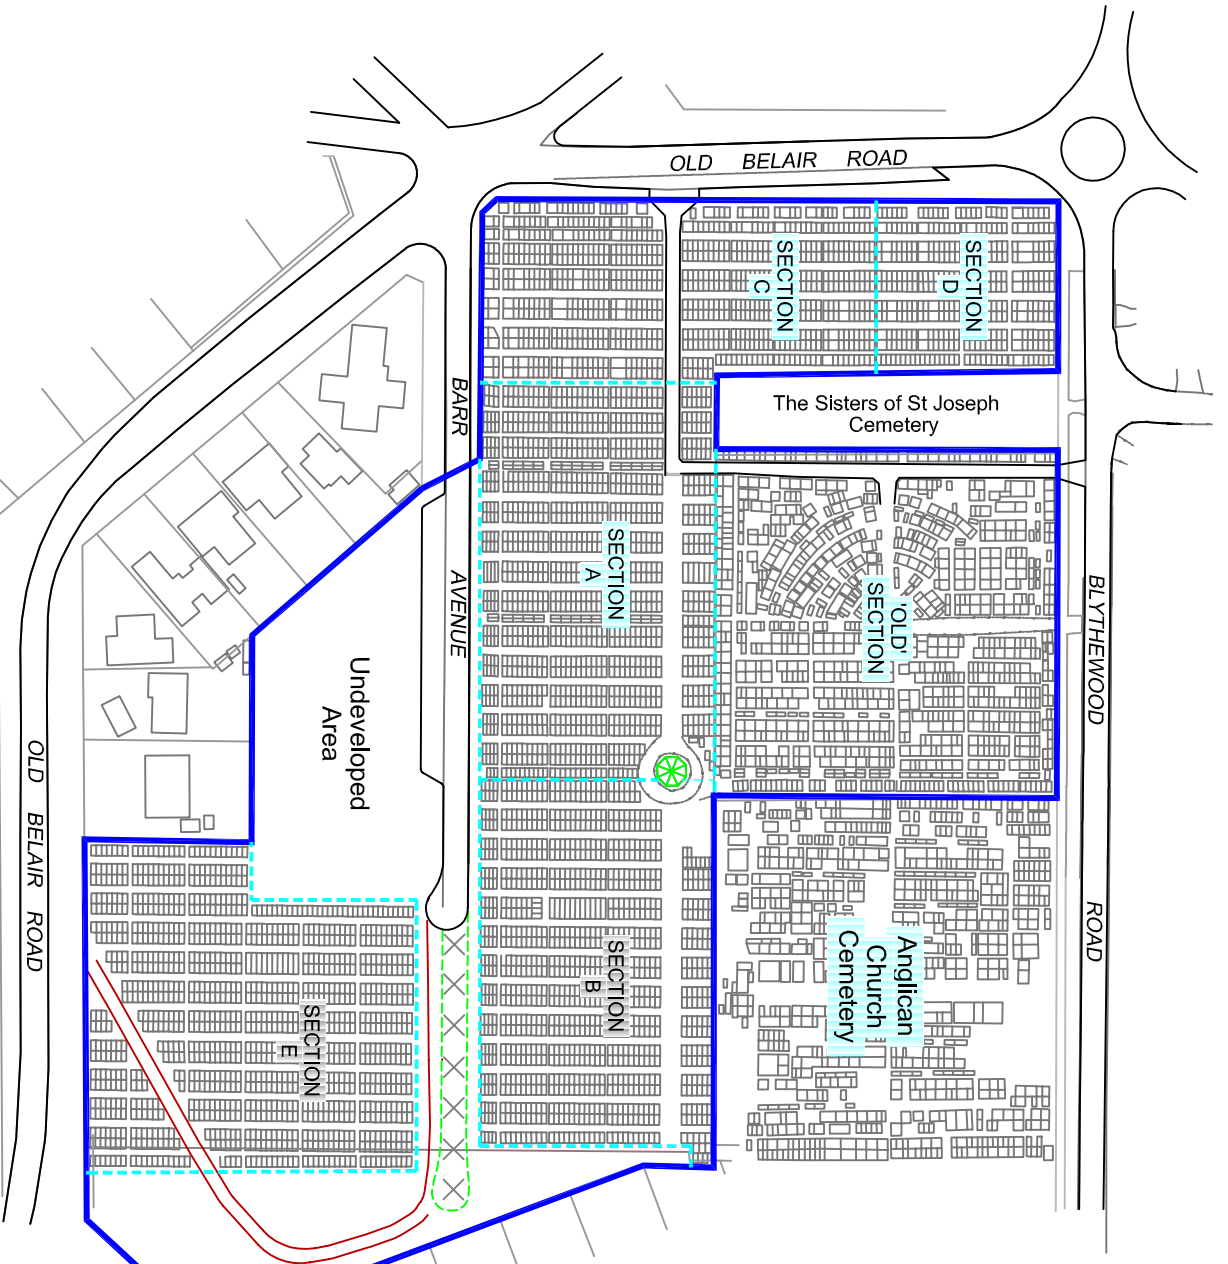 OLD BELAIR ROAD
SECTION
C
SECTION
D
The Sisters of St Joseph
Cemetery
BARR
AVENUE
SECTION
A
'OLD'
SECTION
BLYTHEWOOD
ROAD
Undeveloped
Area
OLD BELAIR ROAD
SECTION
B
Anglican
Church
Cemetery
SECTION
E